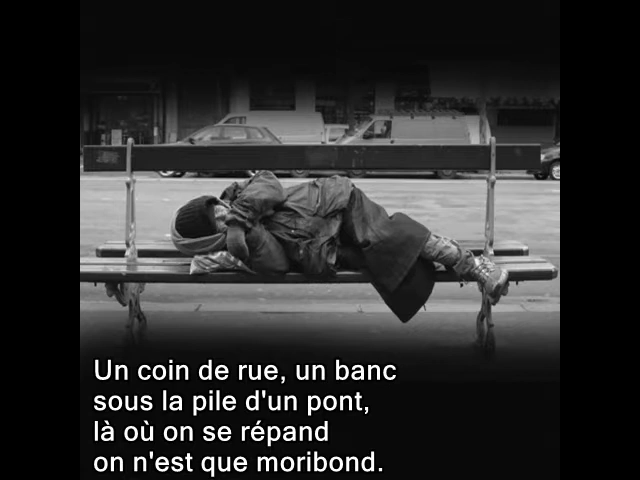 Un coin de rue, un banc
sous la pile d'un pont,
là où on se répand
on n'est que moribond.